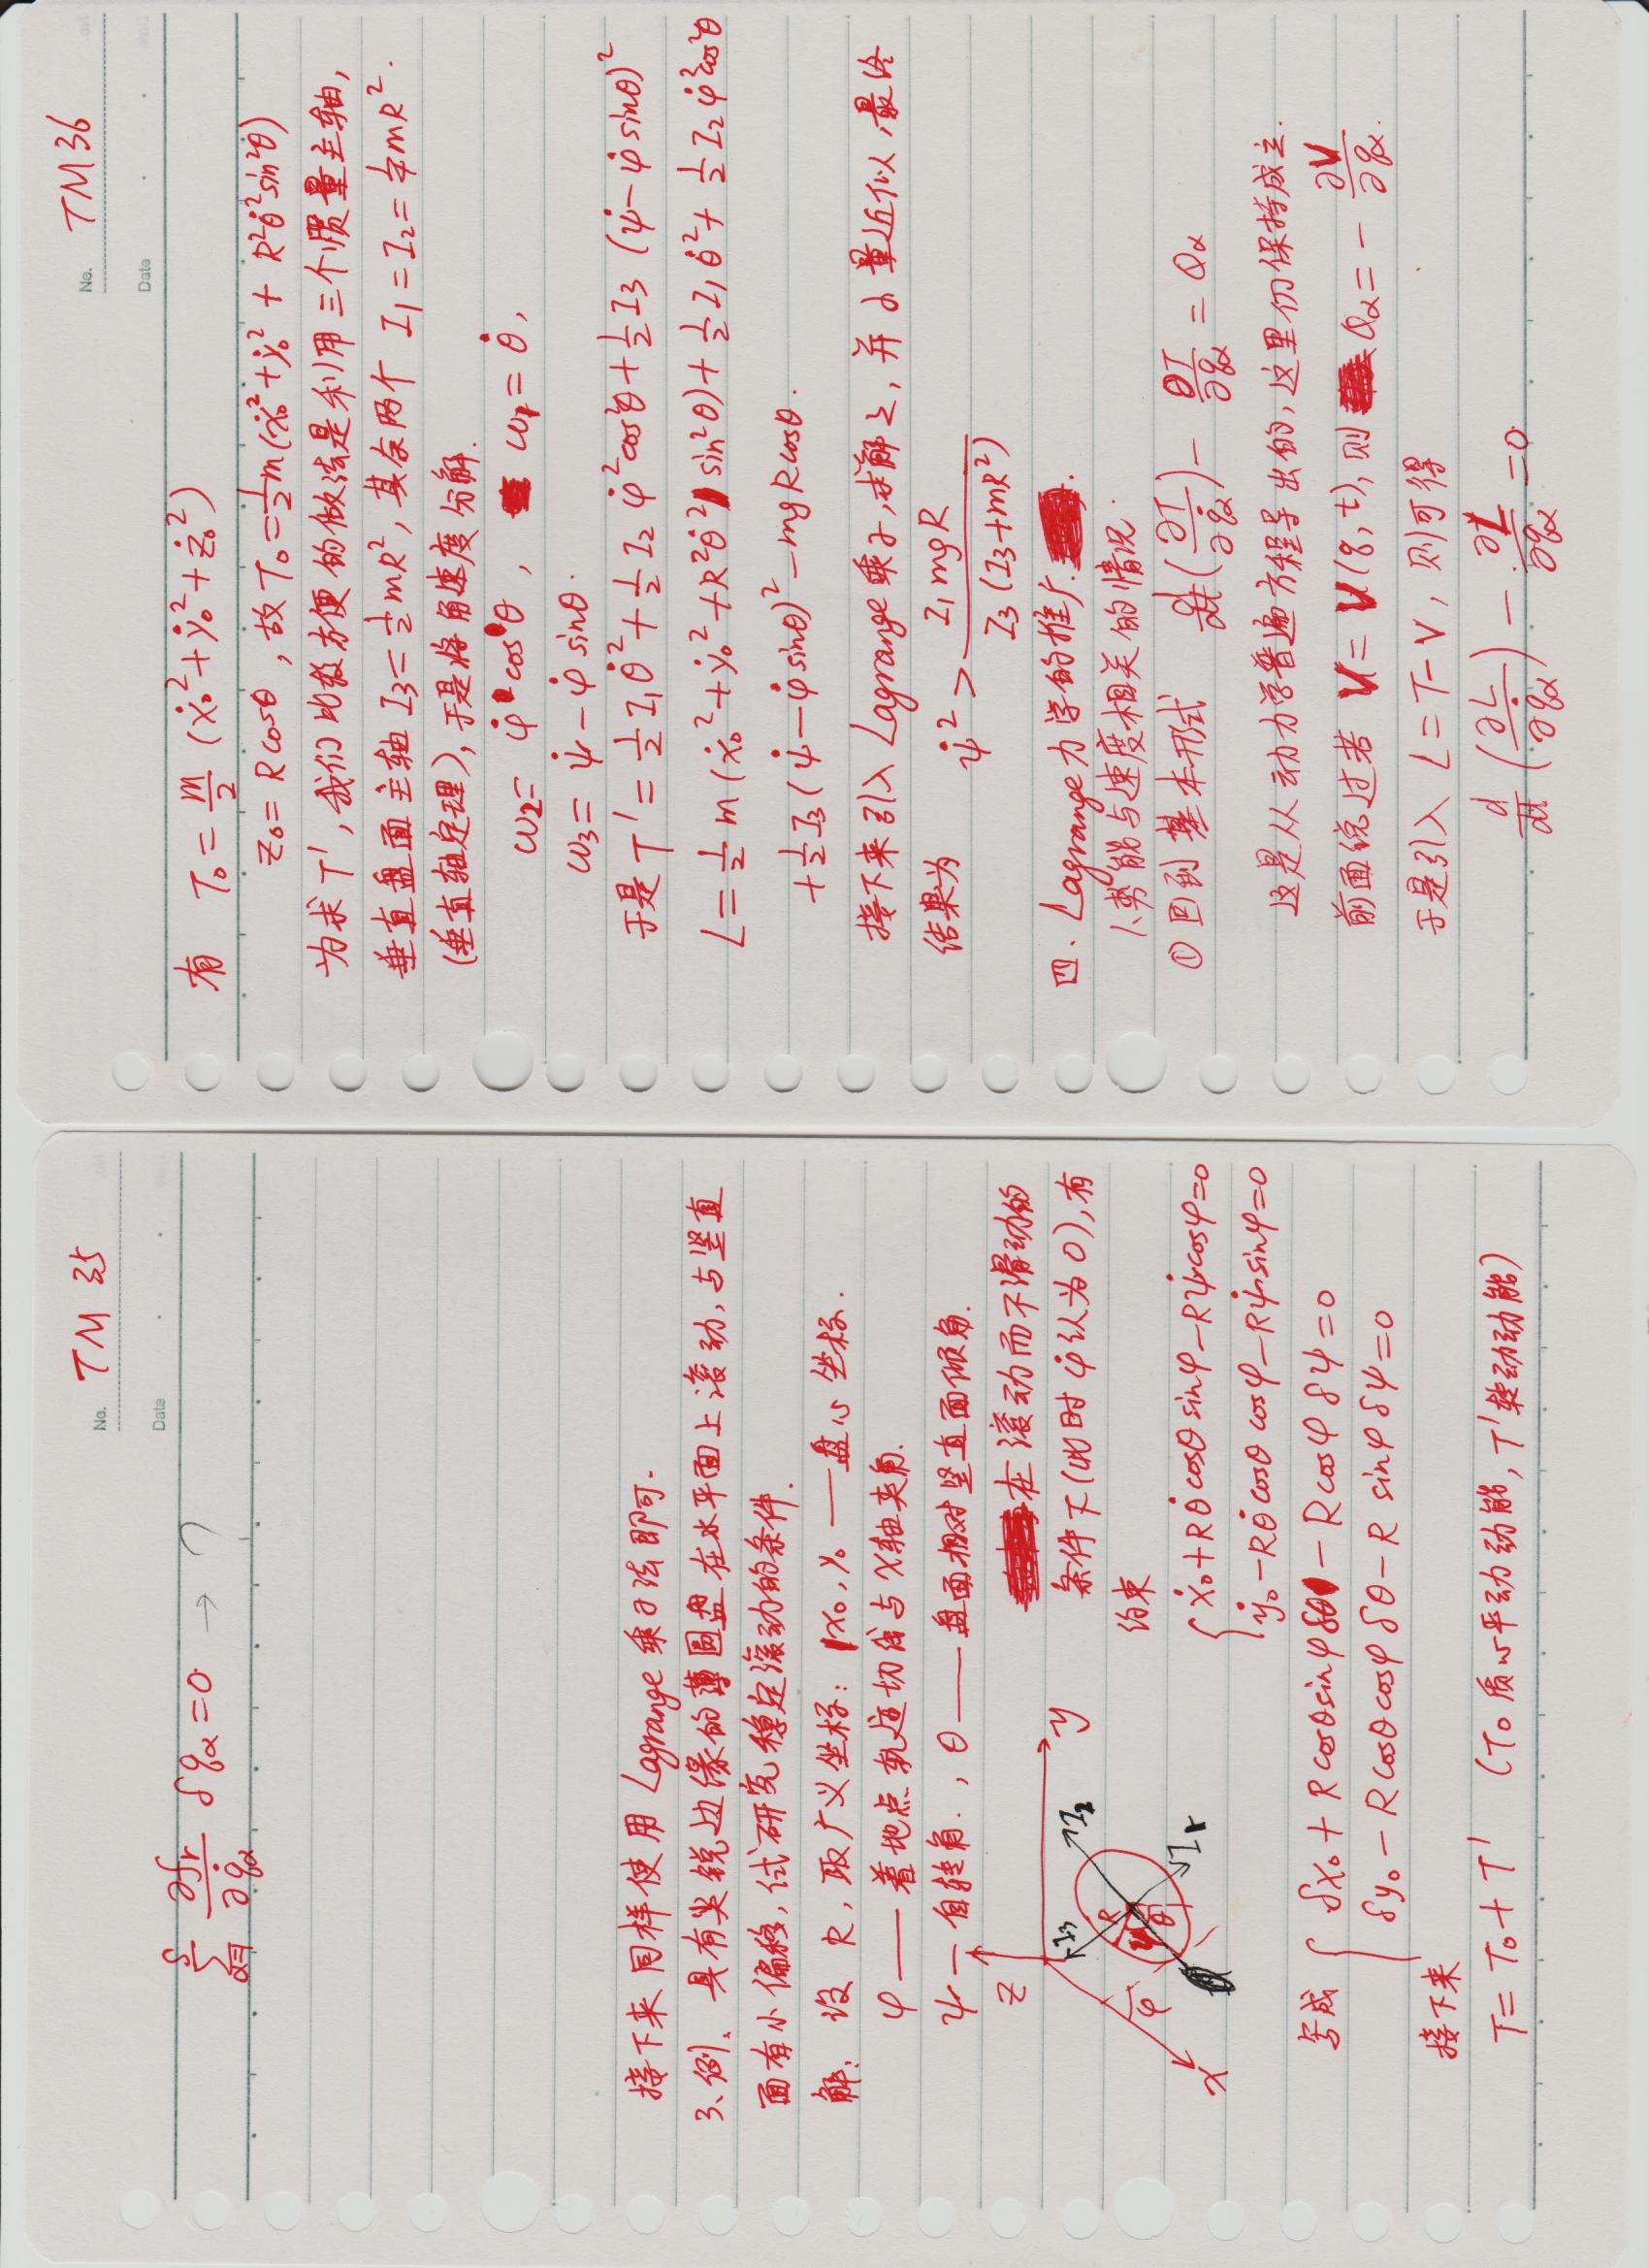 No. TM 35
Date
$\sum_{\alpha=1}^{s} \frac{\partial f_r}{\partial \dot{q}_\alpha} \delta q_\alpha = 0$ → ?
接下来同样使用 Lagrange 乘子法即可.
3、例. 具有尖锐边缘的薄圆盘在水平面上滚动, 与竖直
面有小偏移, 试研究稳定滚动的条件.
解: 设 R, 取广义坐标: x₀, y₀ — 盘心坐标.
φ — 着地点轨迹切线与 x轴夹角.
ψ — 自转角., θ — 盘面相对竖直面倾角.
z
y
x
I₃
I₂
I₁
R
φ
ψ
θ
在滚动而不滑动的
条件下 (此时 φ̇ 认为 0), 有
约束
$\begin{cases} \dot{x}_0 + R\dot{\theta}\cos\theta\sin\varphi - R\dot{\psi}\cos\varphi = 0 \\ \dot{y}_0 - R\dot{\theta}\cos\theta\cos\varphi - R\dot{\psi}\sin\varphi = 0 \end{cases}$
写成 $\begin{cases} \delta x_0 + R\cos\theta\sin\varphi\,\delta\theta - R\cos\varphi\,\delta\psi = 0 \\ \delta y_0 - R\cos\theta\cos\varphi\,\delta\theta - R\sin\varphi\,\delta\psi = 0 \end{cases}$
接下来
T = T₀ + T' (T₀ 质心平动动能, T' 转动动能)
No. TM 36
Date
有 $T_0 = \frac{m}{2}(\dot{x}_0^2 + \dot{y}_0^2 + \dot{z}_0^2)$
$z_0 = R\cos\theta$, 故 $T_0 = \frac{1}{2}m(\dot{x}_0^2 + \dot{y}_0^2 + R^2\dot{\theta}^2\sin^2\theta)$
为求 T', 我们比较方便的做法是利用三个惯量主轴,
垂直盘面主轴 $I_3 = \frac{1}{2}mR^2$, 其余两个 $I_1 = I_2 = \frac{1}{4}mR^2$.
(垂直轴定理), 于是将角速度分解.
$\omega_2 = \dot{\varphi}\cos\theta$, $\omega_1 = \dot{\theta}$,
$\omega_3 = \dot{\psi} - \dot{\varphi}\sin\theta$.
于是 $T' = \frac{1}{2}I_1\dot{\theta}^2 + \frac{1}{2}I_2\dot{\varphi}^2\cos^2\theta + \frac{1}{2}I_3(\dot{\psi} - \dot{\varphi}\sin\theta)^2$
$L = \frac{1}{2}m(\dot{x}_0^2 + \dot{y}_0^2 + R^2\dot{\theta}^2\sin^2\theta) + \frac{1}{2}I_1\dot{\theta}^2 + \frac{1}{2}I_2\dot{\varphi}^2\cos^2\theta$
$+ \frac{1}{2}I_3(\dot{\psi} - \dot{\varphi}\sin\theta)^2 - mgR\cos\theta$.
接下来引入 Lagrange 乘子, 求解之, 并小量近似, 最终
结果为 $\dot{\psi}^2 > \frac{I_1 mgR}{I_3(I_3 + mR^2)}$
四. Lagrange 力学的推广.
1、势能与速度相关的情况.
① 回到基本形式 $\frac{d}{dt}\left(\frac{\partial T}{\partial \dot{q}_\alpha}\right) - \frac{\partial T}{\partial q_\alpha} = Q_\alpha$
这是从动力学普遍方程导出的, 这里仍保持成立.
前面说过若 V = V(q, t), 则 $Q_\alpha = -\frac{\partial V}{\partial q_\alpha}$.
于是引入 L = T - V, 则可得
$\frac{d}{dt}\left(\frac{\partial L}{\partial \dot{q}_\alpha}\right) - \frac{\partial L}{\partial q_\alpha} = 0$